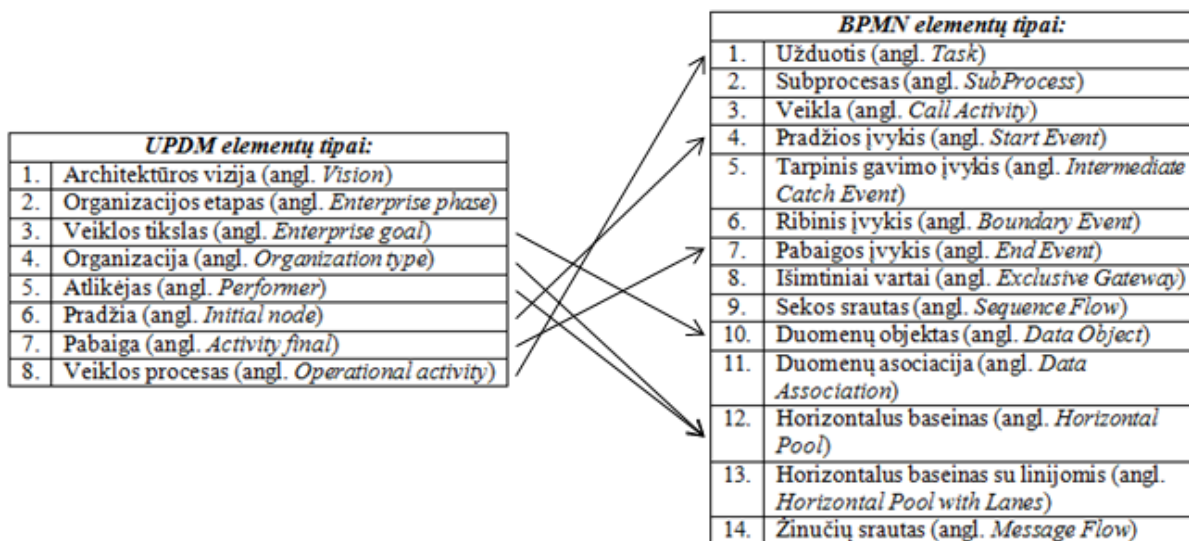 UPDM elementų tipai:
1. Architektūros vizija (angl. Vision)
2. Organizacijos etapas (angl. Enterprise phase)
3. Veiklos tikslas (angl. Enterprise goal)
4. Organizacija (angl. Organization type)
5. Atlikėjas (angl. Performer)
6. Pradžia (angl. Initial node)
7. Pabaiga (angl. Activity final)
8. Veiklos procesas (angl. Operational activity)
BPMN elementų tipai:
1. Užduotis (angl. Task)
2. Subprocesas (angl. SubProcess)
3. Veikla (angl. Call Activity)
4. Pradžios įvykis (angl. Start Event)
5. Tarpinis gavimo įvykis (angl. Intermediate
Catch Event)
6. Ribinis įvykis (angl. Boundary Event)
7. Pabaigos įvykis (angl. End Event)
8. Išimtiniai vartai (angl. Exclusive Gateway)
9. Sekos srautas (angl. Sequence Flow)
10. Duomenų objektas (angl. Data Object)
11. Duomenų asociacija (angl. Data
Association)
12. Horizontalus baseinas (angl. Horizontal
Pool)
13. Horizontalus baseinas su linijomis (angl.
Horizontal Pool with Lanes)
14. Žinučių srautas (angl. Message Flow)